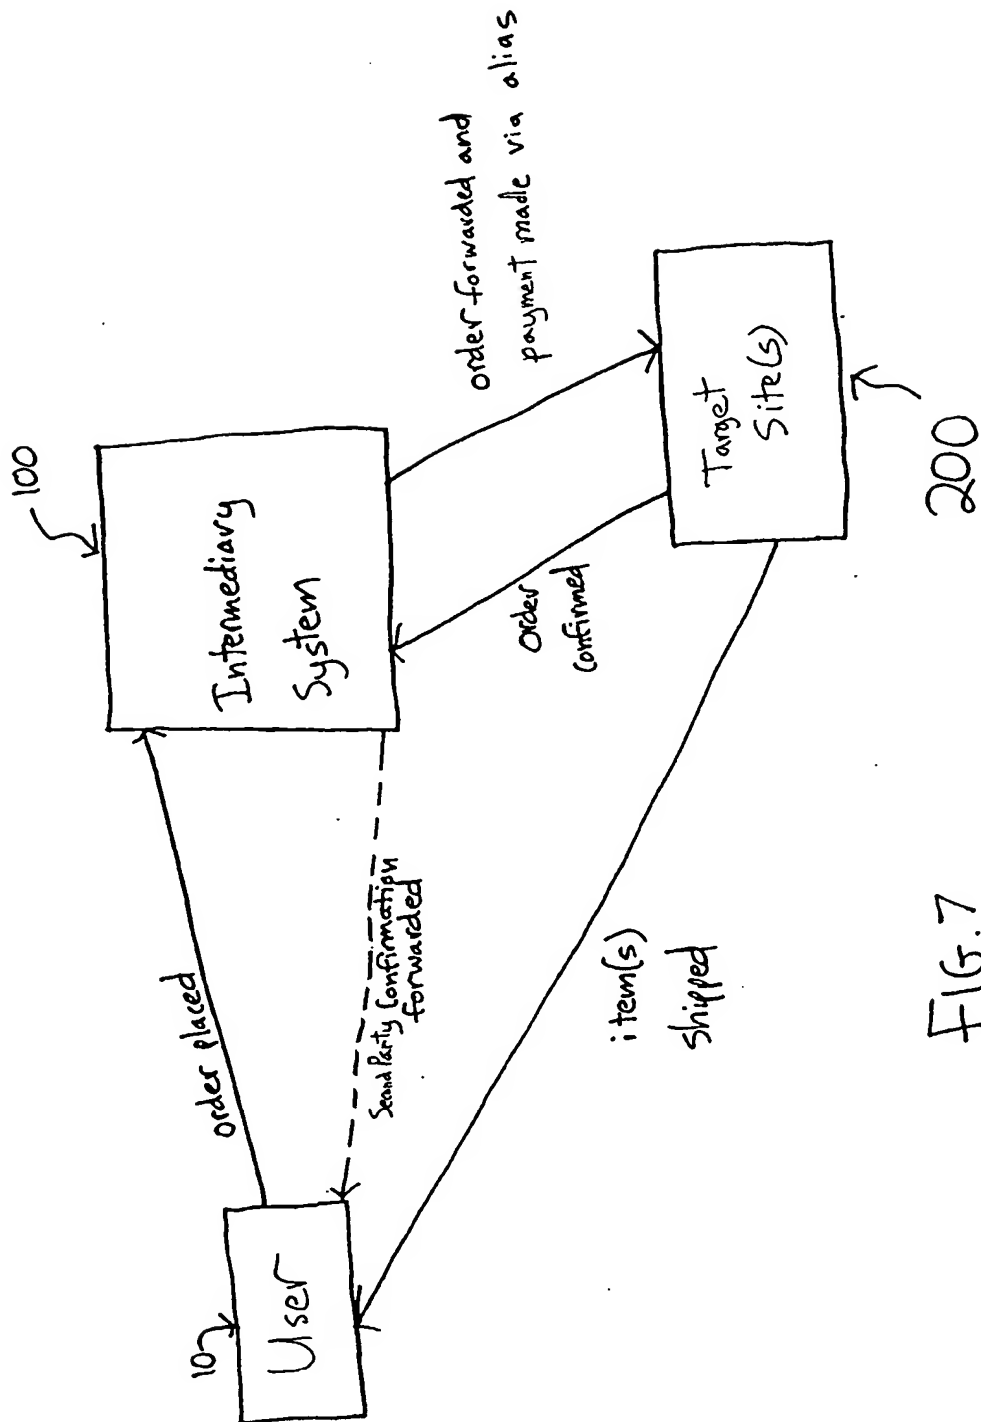 100
Intermediary
System
order placed
10
User
Second Party Confirmation
forwarded
order forwarded and
payment made via alias
order
confirmed
Target
Site(s)
200
item(s)
shipped
FIG. 7